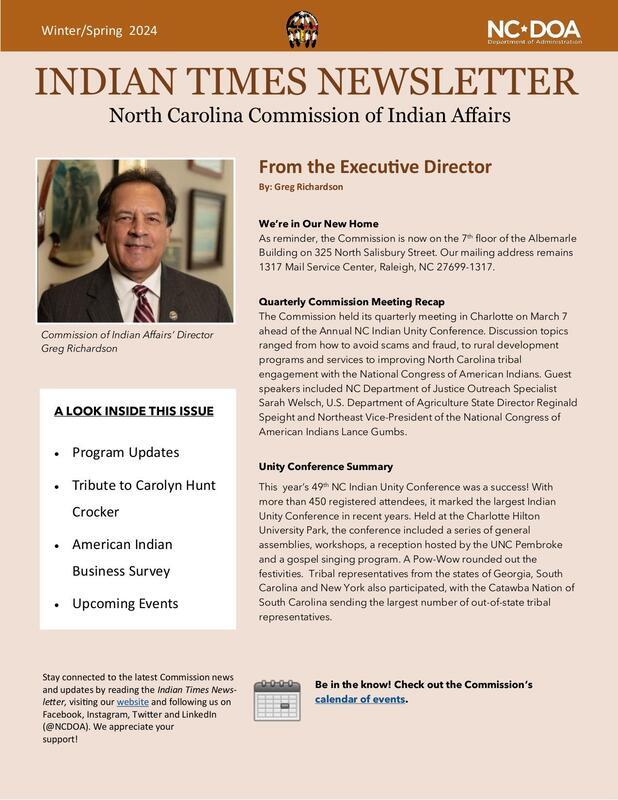 Winter/Spring 2024
NC★DOA
Department of Administration
INDIAN TIMES NEWSLETTER
North Carolina Commission of Indian Affairs
Commission of Indian Affairs’ Director
Greg Richardson
From the Executive Director
By: Greg Richardson
We’re in Our New Home
As reminder, the Commission is now on the 7th floor of the Albemarle
Building on 325 North Salisbury Street. Our mailing address remains
1317 Mail Service Center, Raleigh, NC 27699-1317.
Quarterly Commission Meeting Recap
The Commission held its quarterly meeting in Charlotte on March 7
ahead of the Annual NC Indian Unity Conference. Discussion topics
ranged from how to avoid scams and fraud, to rural development
programs and services to improving North Carolina tribal
engagement with the National Congress of American Indians. Guest
speakers included NC Department of Justice Outreach Specialist
Sarah Welsch, U.S. Department of Agriculture State Director Reginald
Speight and Northeast Vice-President of the National Congress of
American Indians Lance Gumbs.
Unity Conference Summary
This year’s 49th NC Indian Unity Conference was a success! With
more than 450 registered attendees, it marked the largest Indian
Unity Conference in recent years. Held at the Charlotte Hilton
University Park, the conference included a series of general
assemblies, workshops, a reception hosted by the UNC Pembroke
and a gospel singing program. A Pow-Wow rounded out the
festivities. Tribal representatives from the states of Georgia, South
Carolina and New York also participated, with the Catawba Nation of
South Carolina sending the largest number of out-of-state tribal
representatives.
A LOOK INSIDE THIS ISSUE
• Program Updates
• Tribute to Carolyn Hunt
Crocker
• American Indian
Business Survey
• Upcoming Events
Stay connected to the latest Commission news
and updates by reading the Indian Times News-
letter, visiting our website and following us on
Facebook, Instagram, Twitter and LinkedIn
(@NCDOA). We appreciate your
support!
Be in the know! Check out the Commission’s
calendar of events.